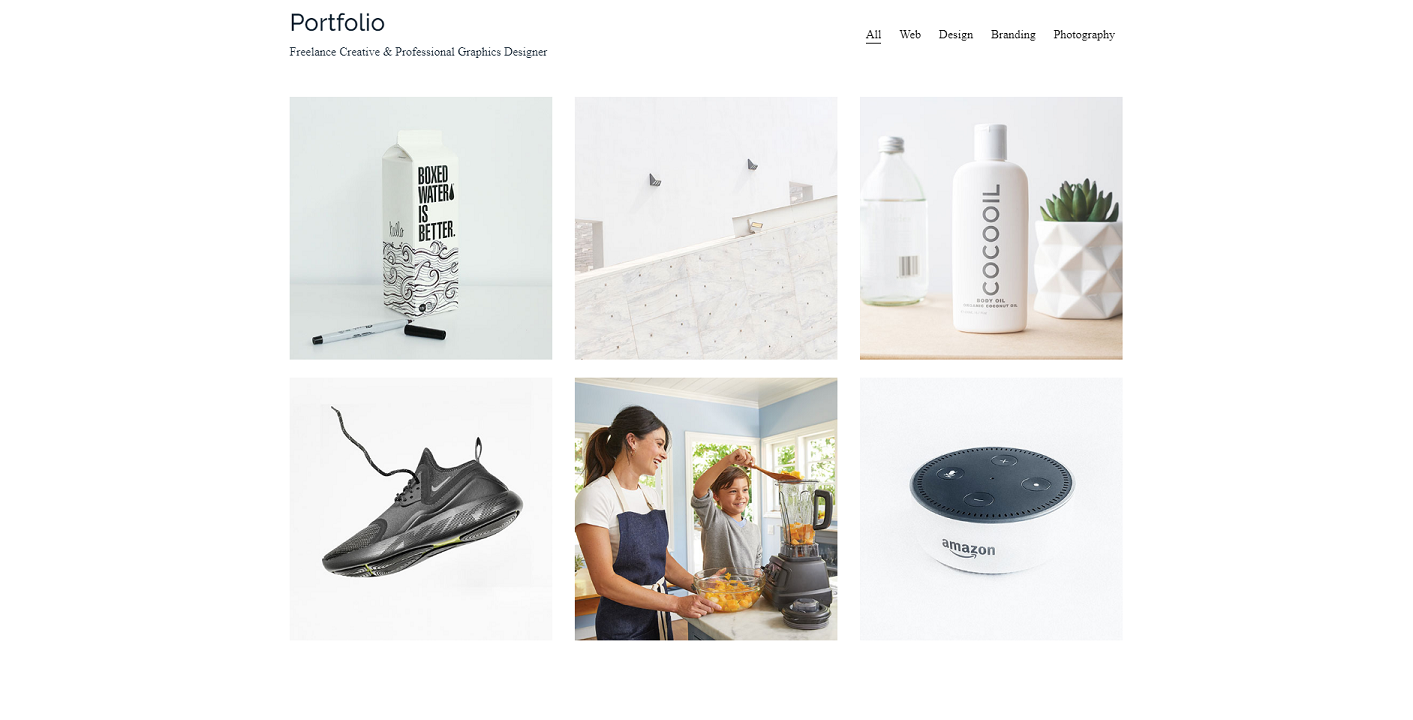 Portfolio
Freelance Creative & Professional Graphics Designer
All Web Design Branding Photography
BOXED
WATER
IS
BETTER.
hello
COCOOIL
BODY OIL
ORGANIC COCONUT OIL
amazon